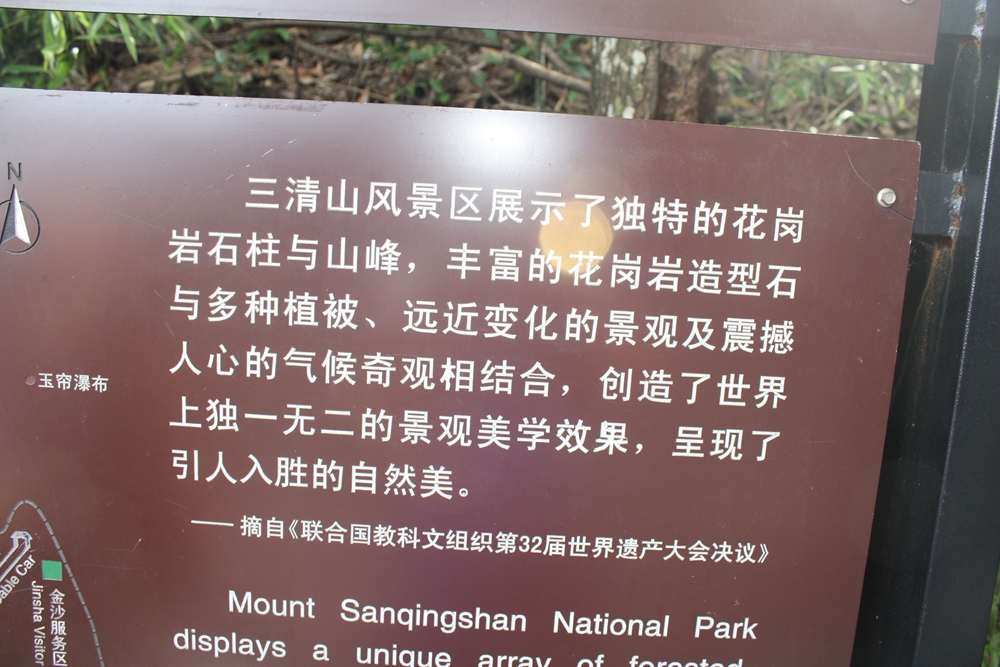 N
三清山风景区展示了独特的花岗
岩石柱与山峰，丰富的花岗岩造型石
与多种植被、远近变化的景观及震撼
人心的气候奇观相结合，创造了世界
上独一无二的景观美学效果，呈现了
引人入胜的自然美。
—— 摘自《联合国教科文组织第32届世界遗产大会决议》
玉帘瀑布
Car
金沙服务区
Jinsha Visitor
Mount Sanqingshan National Park
displays a unique array of forested